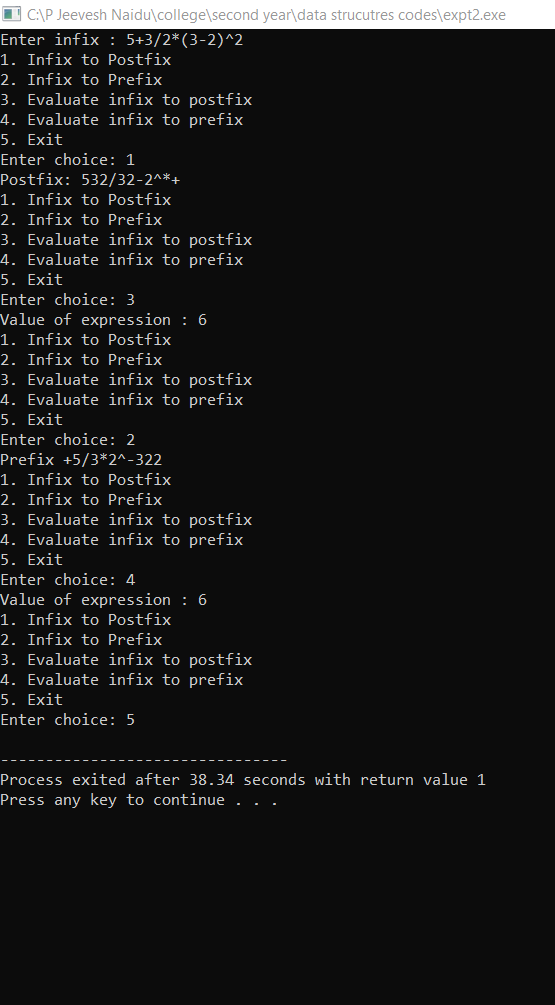 C:\P Jeevesh Naidu\college\second year\data strucutres codes\expt2.exe
Enter infix : 5+3/2*(3-2)^2
1. Infix to Postfix
2. Infix to Prefix
3. Evaluate infix to postfix
4. Evaluate infix to prefix
5. Exit
Enter choice: 1
Postfix: 532/32-2^*+
1. Infix to Postfix
2. Infix to Prefix
3. Evaluate infix to postfix
4. Evaluate infix to prefix
5. Exit
Enter choice: 3
Value of expression : 6
1. Infix to Postfix
2. Infix to Prefix
3. Evaluate infix to postfix
4. Evaluate infix to prefix
5. Exit
Enter choice: 2
Prefix +5/3*2^-322
1. Infix to Postfix
2. Infix to Prefix
3. Evaluate infix to postfix
4. Evaluate infix to prefix
5. Exit
Enter choice: 4
Value of expression : 6
1. Infix to Postfix
2. Infix to Prefix
3. Evaluate infix to postfix
4. Evaluate infix to prefix
5. Exit
Enter choice: 5
--------------------------------
Process exited after 38.34 seconds with return value 1
Press any key to continue . . .